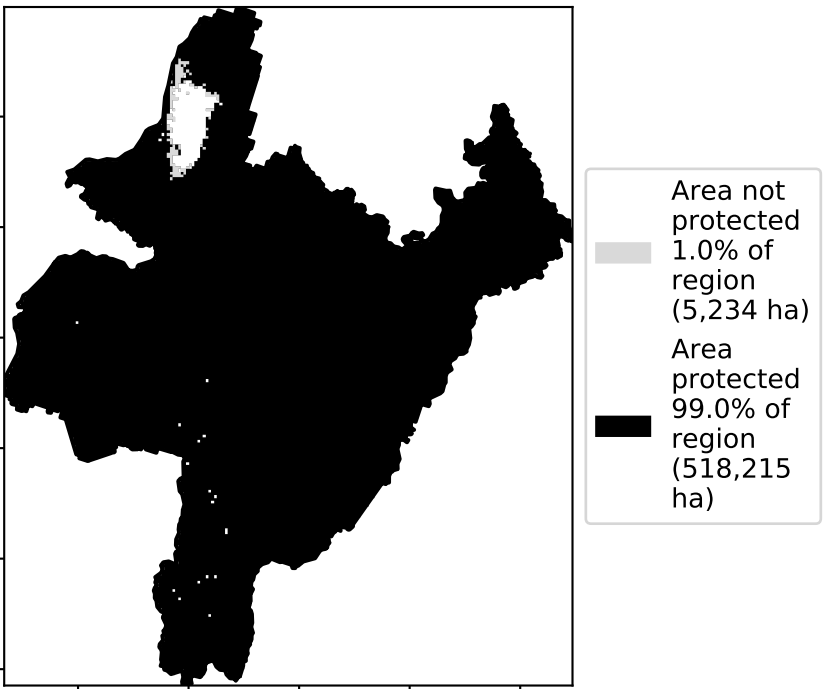 Area not
protected
1.0% of
region
(5,234 ha)
Area
protected
99.0% of
region
(518,215
ha)